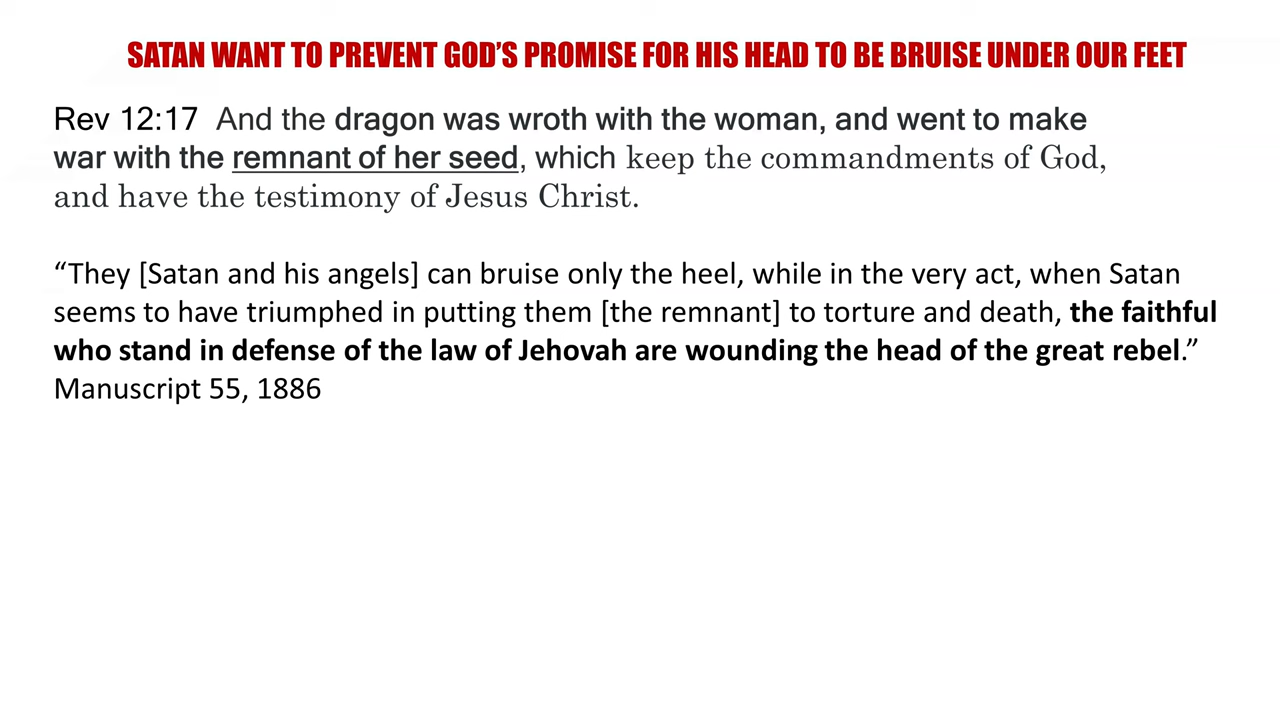 SATAN WANT TO PREVENT GOD’S PROMISE FOR HIS HEAD TO BE BRUISE UNDER OUR FEET
Rev 12:17 And the dragon was wroth with the woman, and went to make
war with the remnant of her seed, which keep the commandments of God,
and have the testimony of Jesus Christ.
“They [Satan and his angels] can bruise only the heel, while in the very act, when Satan
seems to have triumphed in putting them [the remnant] to torture and death, the faithful
who stand in defense of the law of Jehovah are wounding the head of the great rebel.”
Manuscript 55, 1886